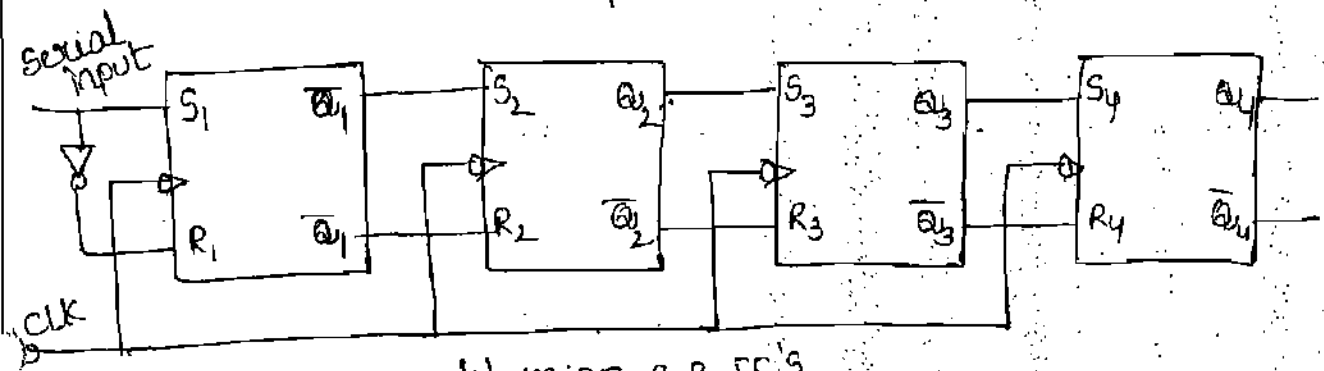 Serial
input
S₁ Q̅₁ S₂ Q₂ S₃ Q₃ S₄ Q₄
R₁ Q̅₁ R₂ Q̅₂ R₃ Q̅₃ R₄ Q̅₄
CLK